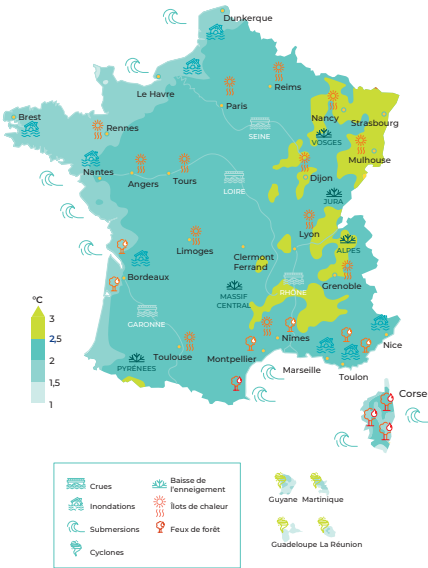 Dunkerque
Le Havre
Reims
Paris
Brest
Rennes
SEINE
Nancy
Strasbourg
VOSGES
Mulhouse
Nantes
Angers
Tours
Dijon
LOIRE
JURA
Lyon
Limoges
Clermont
Ferrand
ALPES
Bordeaux
Grenoble
RHÔNE
MASSIF
CENTRAL
°C
3
2,5
2
1,5
1
GARONNE
Toulouse
Montpellier
Nîmes
Nice
PYRÉNÉES
Marseille
Toulon
Corse
Crues
Inondations
Submersions
Cyclones
Baisse de
l'enneigement
Îlots de chaleur
Feux de forêt
Guyane
Martinique
Guadeloupe
La Réunion